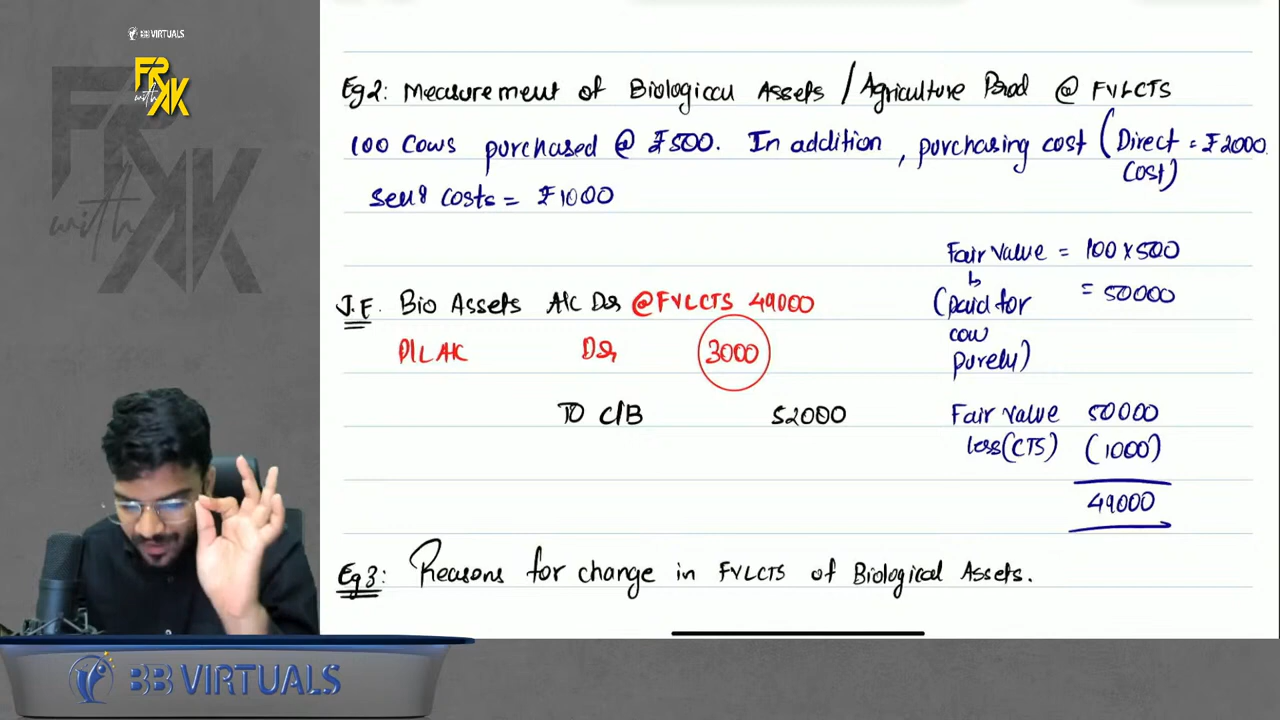 BB VIRTUALS
FR
with
AK
Eg2: Measurement of Biological Assets / Agriculture Prod @ FVLCTS
100 Cows purchased @ ₹500. In addition, purchasing cost (Direct = ₹2000
Cost)
Sell8 costs = ₹1000
Fair Value = 100 x 500
(paid for = 50000
cow
purely)
J.E. Bio Assets A/c Dr @FVLCTS 49000
P/L A/c Dr 3000
To C/B 52000
Fair Value 50000
less (CTS) (1000)
49000
Eg3: Reasons for change in FVLCTS of Biological Assets.
BB VIRTUALS